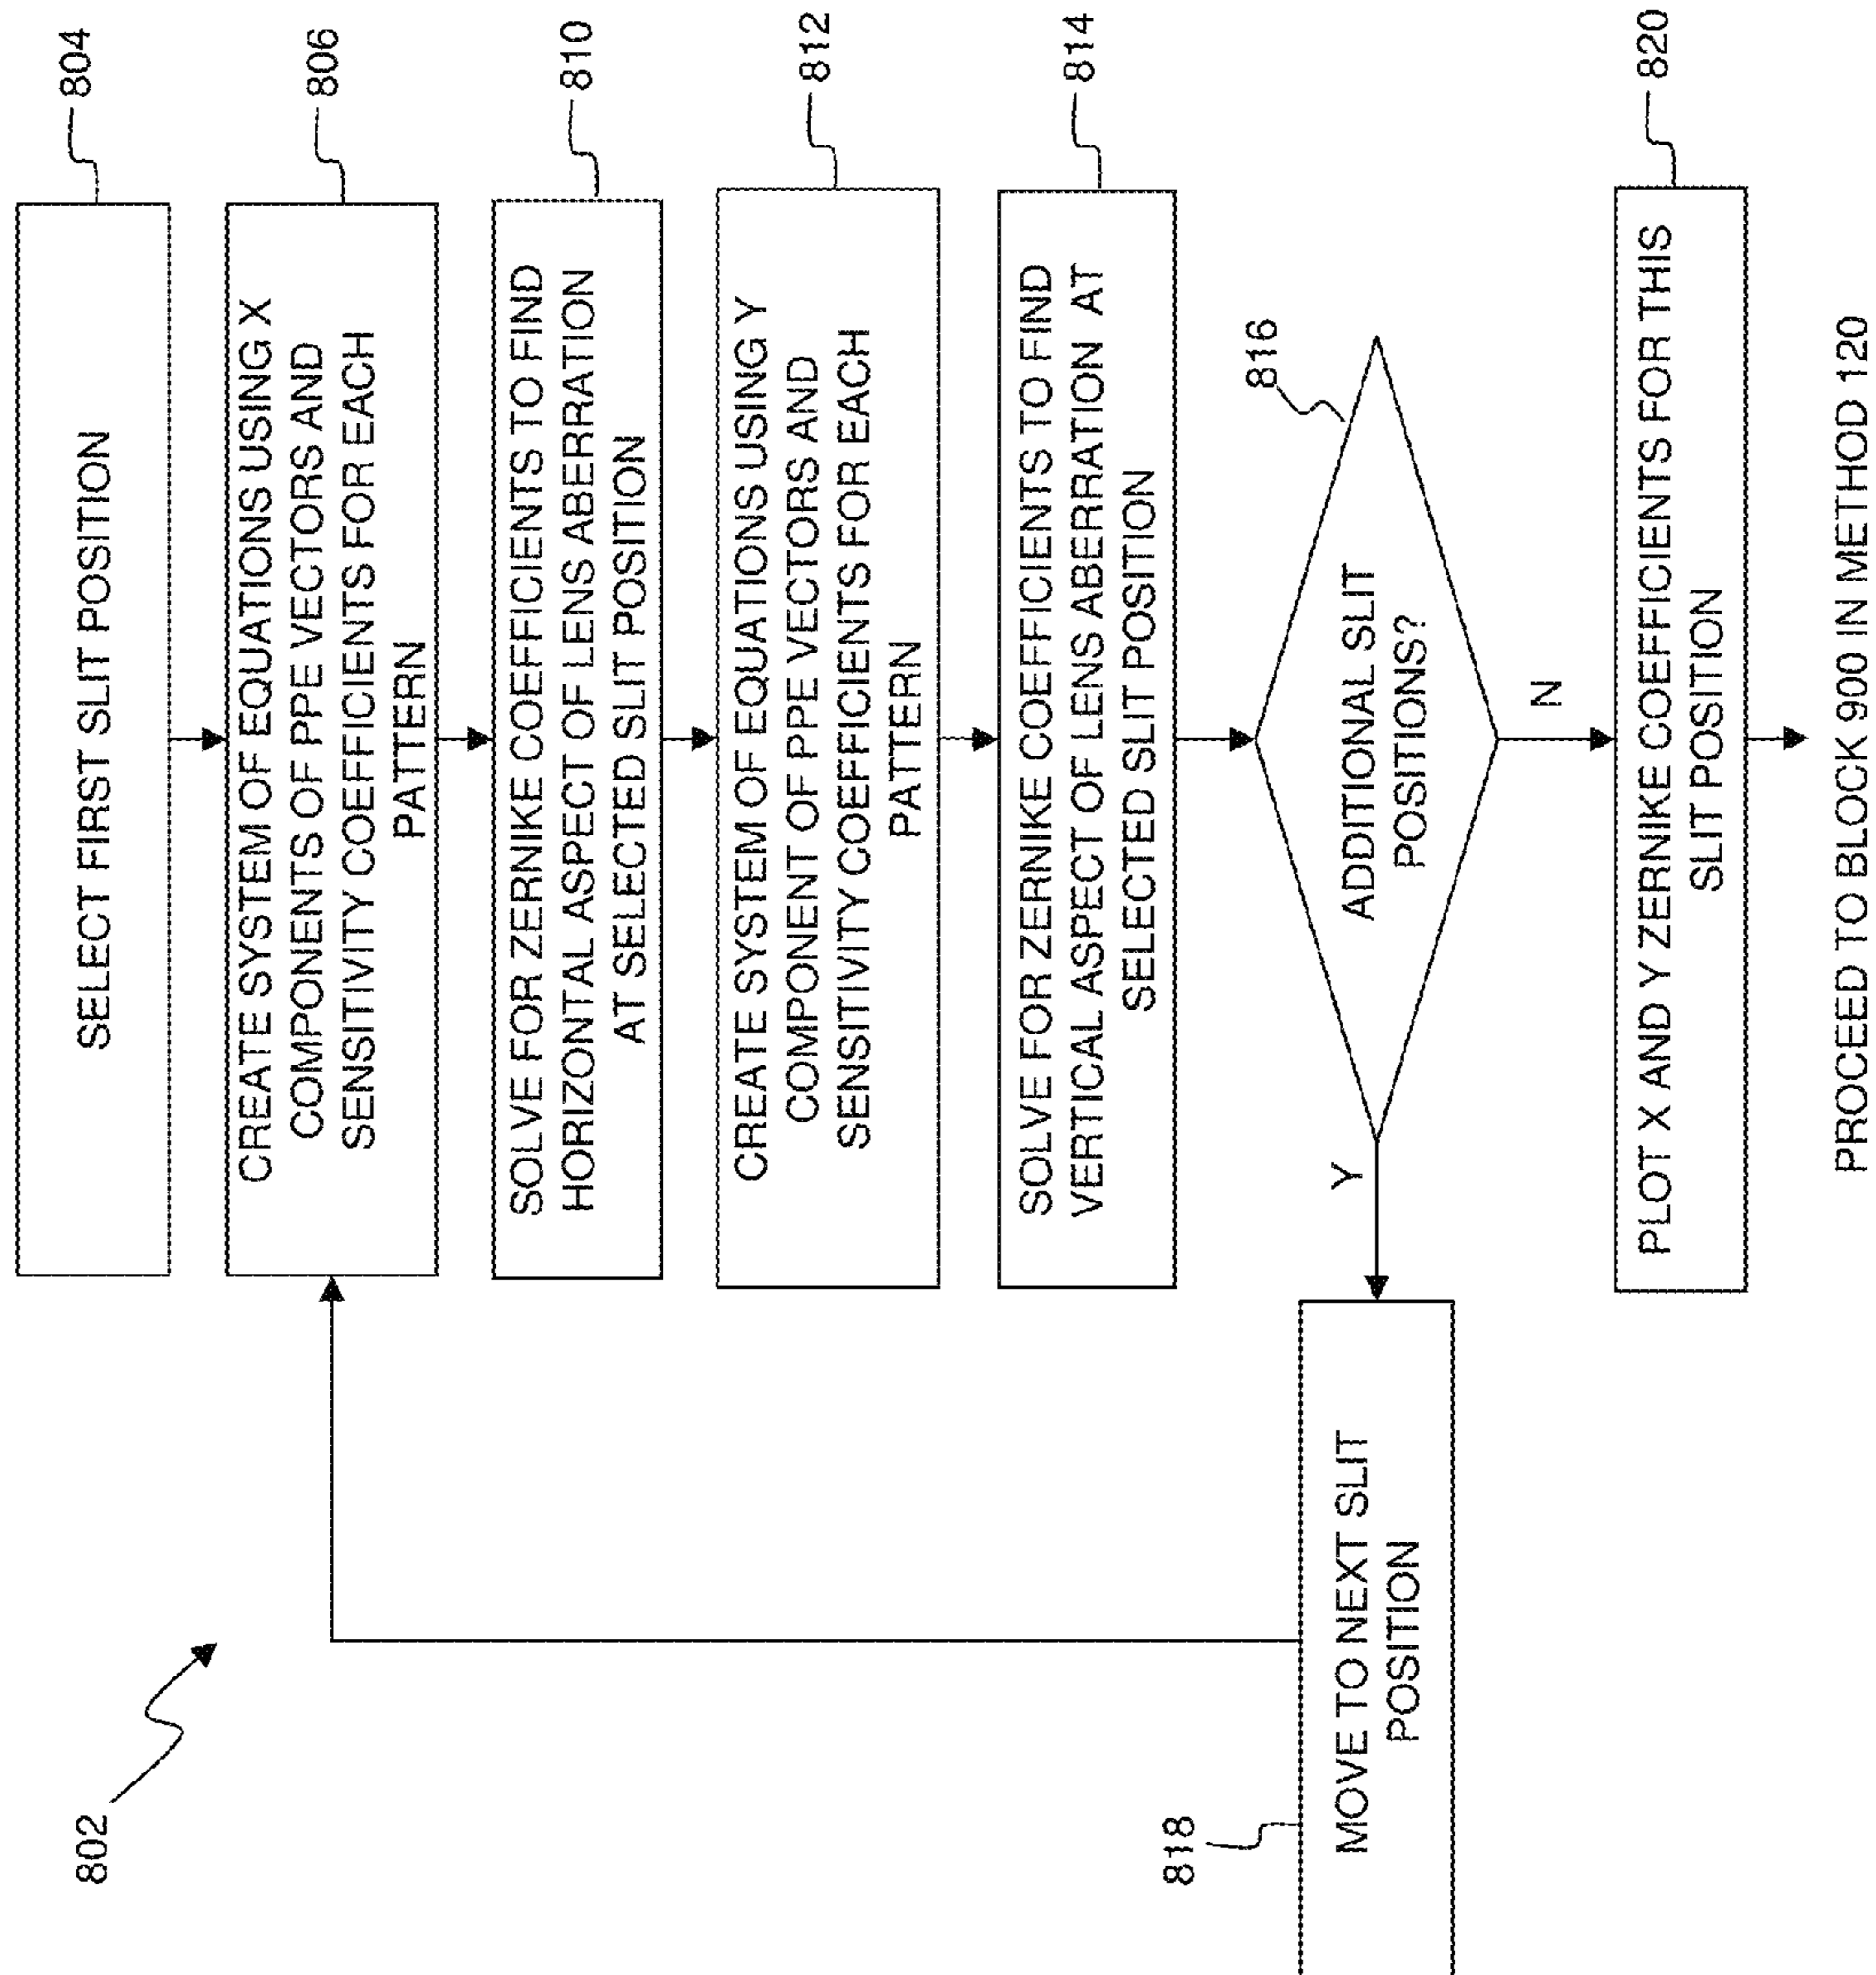 802
SELECT FIRST SLIT POSITION
804
CREATE SYSTEM OF EQUATIONS USING X
COMPONENTS OF PPE VECTORS AND
SENSITIVITY COEFFICIENTS FOR EACH
PATTERN
806
SOLVE FOR ZERNIKE COEFFICIENTS TO FIND
HORIZONTAL ASPECT OF LENS ABERRATION
AT SELECTED SLIT POSITION
810
CREATE SYSTEM OF EQUATIONS USING Y
COMPONENT OF PPE VECTORS AND
SENSITIVITY COEFFICIENTS FOR EACH
PATTERN
812
SOLVE FOR ZERNIKE COEFFICIENTS TO FIND
VERTICAL ASPECT OF LENS ABERRATION AT
SELECTED SLIT POSITION
814
ADDITIONAL SLIT
POSITIONS?
816
Y
818
MOVE TO NEXT SLIT
POSITION
N
PLOT X AND Y ZERNIKE COEFFICIENTS FOR THIS
SLIT POSITION
820
PROCEED TO BLOCK 900 IN METHOD 120